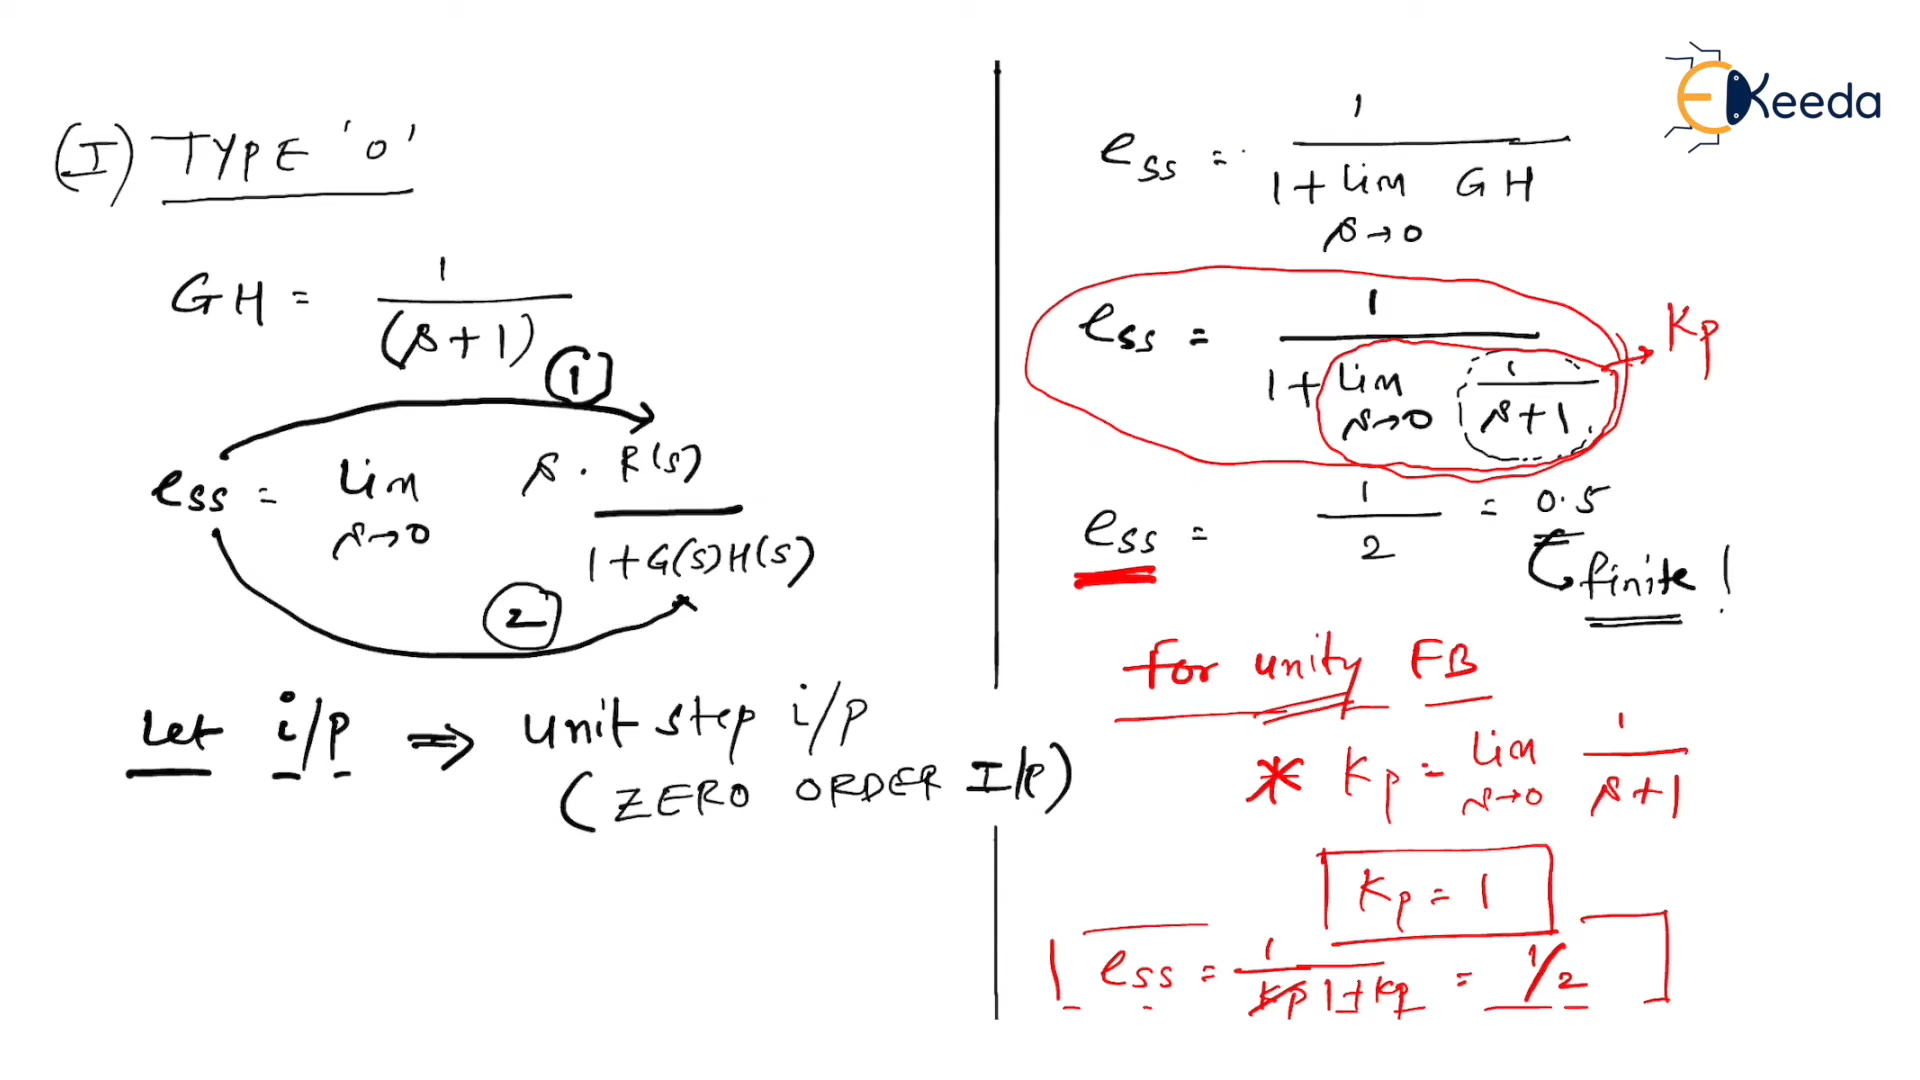 (I) TYPE '0'
GH = 1
(s+1)
①
ess = lim s. R(s)
s→0 1+G(s)H(s)
②
Let i/p ⇒ unit step i/p
(ZERO ORDER I/P)
EKeeda
ess = 1
1 + lim GH
s→0
ess = 1
1 + lim 1
s→0 s+1
→ Kp
ess = 1 = 0.5
2
finite !
for unity FB
* Kp = lim 1
s→0 s+1
Kp = 1
ess = 1 = 1/2
Kp 1+Kp